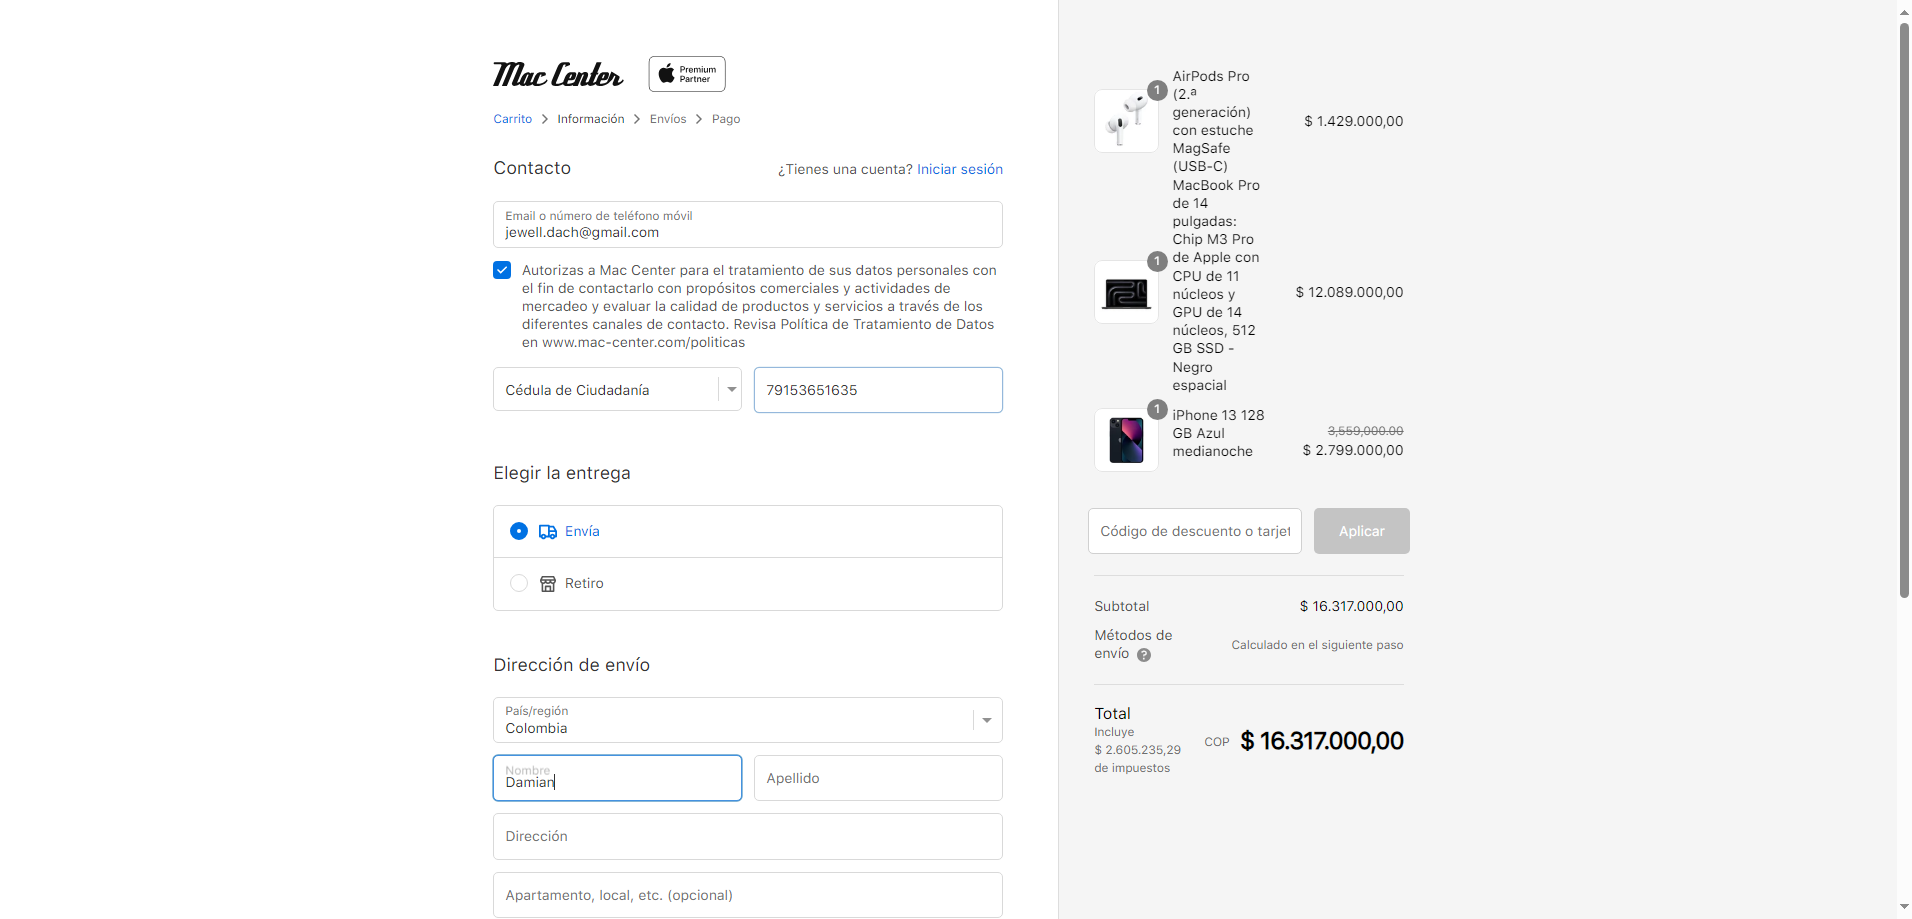 Mac Center
Premium
Partner
Carrito
Información
Envíos
Pago
Contacto
¿Tienes una cuenta? Iniciar sesión
Email o número de teléfono móvil
jewell.dach@gmail.com
Autorizas a Mac Center para el tratamiento de sus datos personales con
el fin de contactarlo con propósitos comerciales y actividades de
mercadeo y evaluar la calidad de productos y servicios a través de los
diferentes canales de contacto. Revisa Política de Tratamiento de Datos
en www.mac-center.com/politicas
Cédula de Ciudadanía
79153651635
Elegir la entrega
Envía
Retiro
Dirección de envío
País/región
Colombia
Nombre
Damian
Apellido
Dirección
Apartamento, local, etc. (opcional)
1
AirPods Pro
(2.ª
generación)
con estuche
MagSafe
(USB-C)
$ 1.429.000,00
1
MacBook Pro
de 14
pulgadas:
Chip M3 Pro
de Apple con
CPU de 11
núcleos y
GPU de 14
núcleos, 512
GB SSD -
Negro
espacial
$ 12.089.000,00
1
iPhone 13 128
GB Azul
medianoche
3,559,000.00
$ 2.799.000,00
Código de descuento o tarjet
Aplicar
Subtotal
$ 16.317.000,00
Métodos de
envío ?
Calculado en el siguiente paso
Total
Incluye
$ 2.605.235,29
de impuestos
COP $ 16.317.000,00